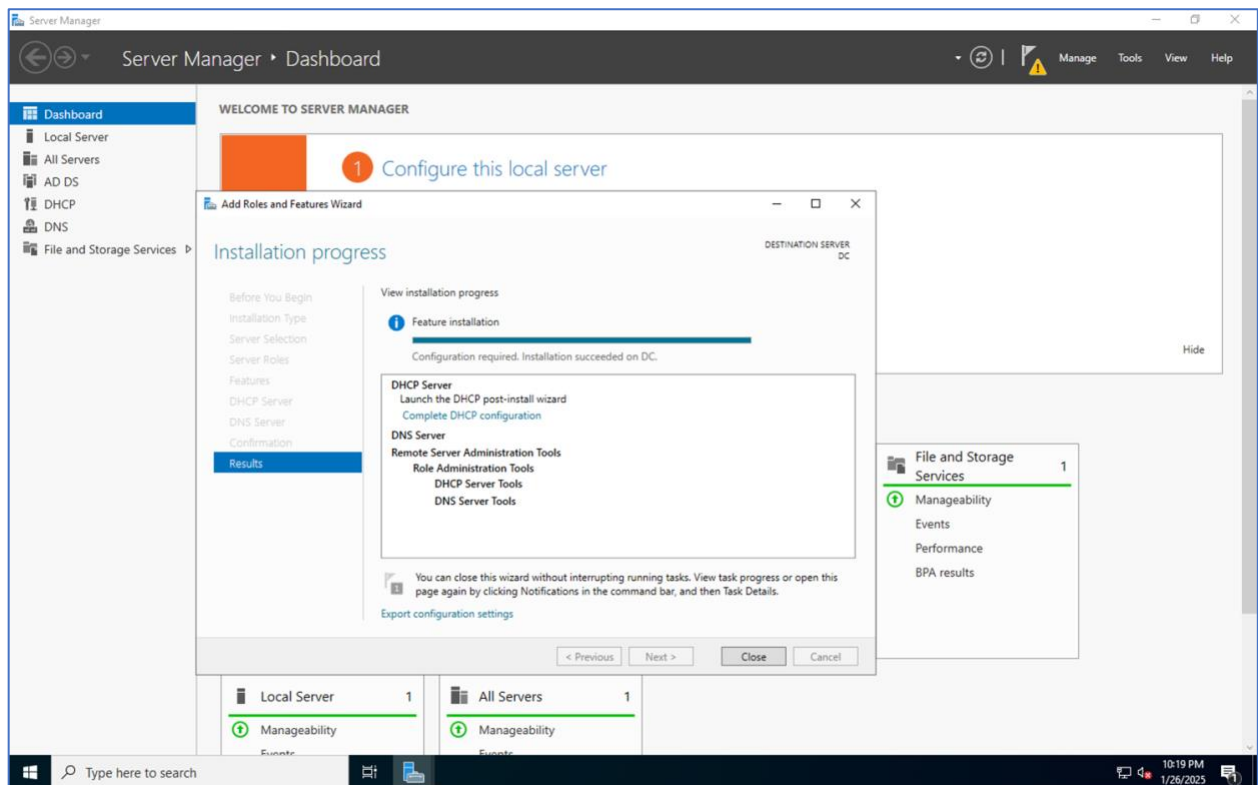 Server Manager
Server Manager • Dashboard
Manage Tools View Help
Dashboard
Local Server
All Servers
AD DS
DHCP
DNS
File and Storage Services
WELCOME TO SERVER MANAGER
1 Configure this local server
Hide
Add Roles and Features Wizard
Installation progress
DESTINATION SERVER
DC
Before You Begin
Installation Type
Server Selection
Server Roles
Features
DHCP Server
DNS Server
Confirmation
Results
View installation progress
Feature installation
Configuration required. Installation succeeded on DC.
DHCP Server
Launch the DHCP post-install wizard
Complete DHCP configuration
DNS Server
Remote Server Administration Tools
Role Administration Tools
DHCP Server Tools
DNS Server Tools
1
You can close this wizard without interrupting running tasks. View task progress or open this
page again by clicking Notifications in the command bar, and then Task Details.
Export configuration settings
< Previous Next > Close Cancel
File and Storage
Services 1
Manageability
Events
Performance
BPA results
Local Server 1
Manageability
Events
All Servers 1
Manageability
Events
Type here to search
10:19 PM
1/26/2025
1